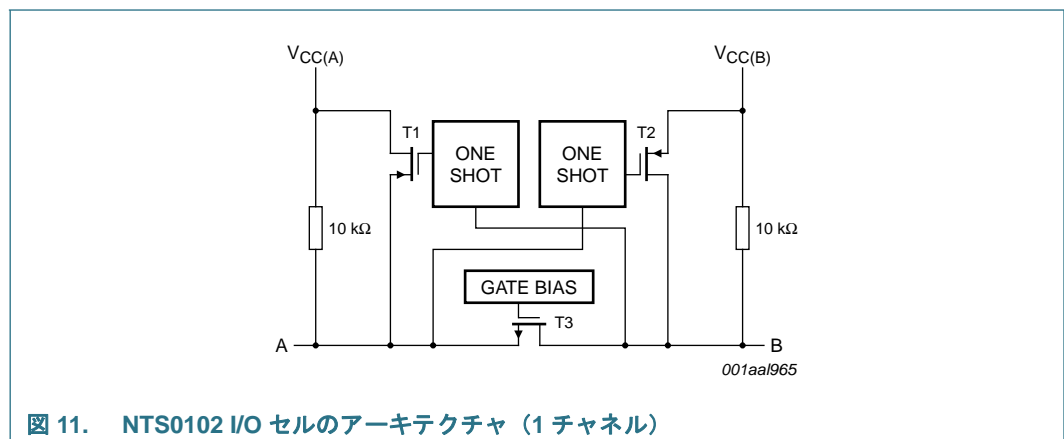 VCC(A)
VCC(B)
T1
ONE
SHOT
ONE
SHOT
T2
10 kΩ
10 kΩ
GATE BIAS
T3
A
B
001aal965
図 11. NTS0102 I/O セルのアーキテクチャ（1 チャネル）